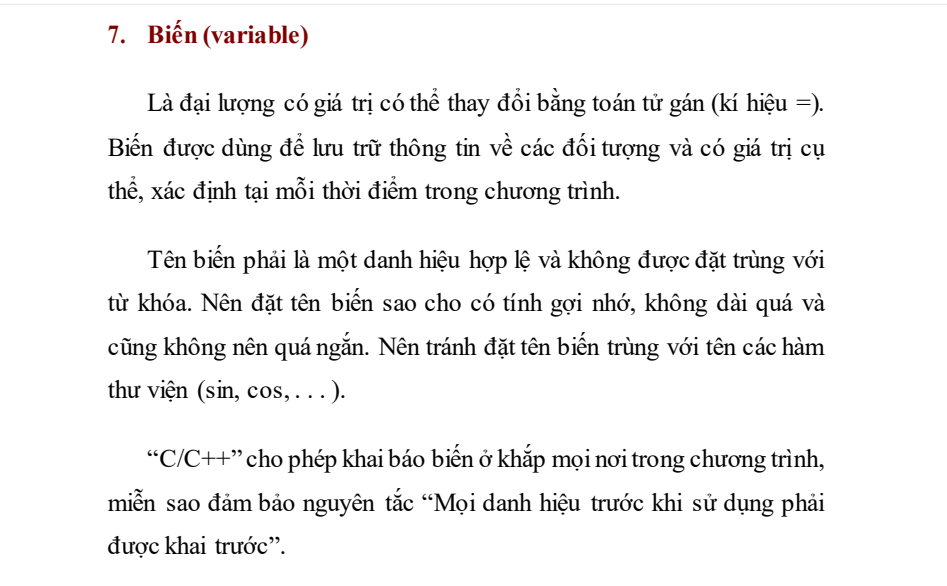 7. Biến (variable)
Là đại lượng có giá trị có thể thay đổi bằng toán tử gán (kí hiệu =).
Biến được dùng để lưu trữ thông tin về các đối tượng và có giá trị cụ
thể, xác định tại mỗi thời điểm trong chương trình.
Tên biến phải là một danh hiệu hợp lệ và không được đặt trùng với
từ khóa. Nên đặt tên biến sao cho có tính gợi nhớ, không dài quá và
cũng không nên quá ngắn. Nên tránh đặt tên biến trùng với tên các hàm
thư viện (sin, cos, . . . ).
“C/C++” cho phép khai báo biến ở khắp mọi nơi trong chương trình,
miễn sao đảm bảo nguyên tắc “Mọi danh hiệu trước khi sử dụng phải
được khai trước”.